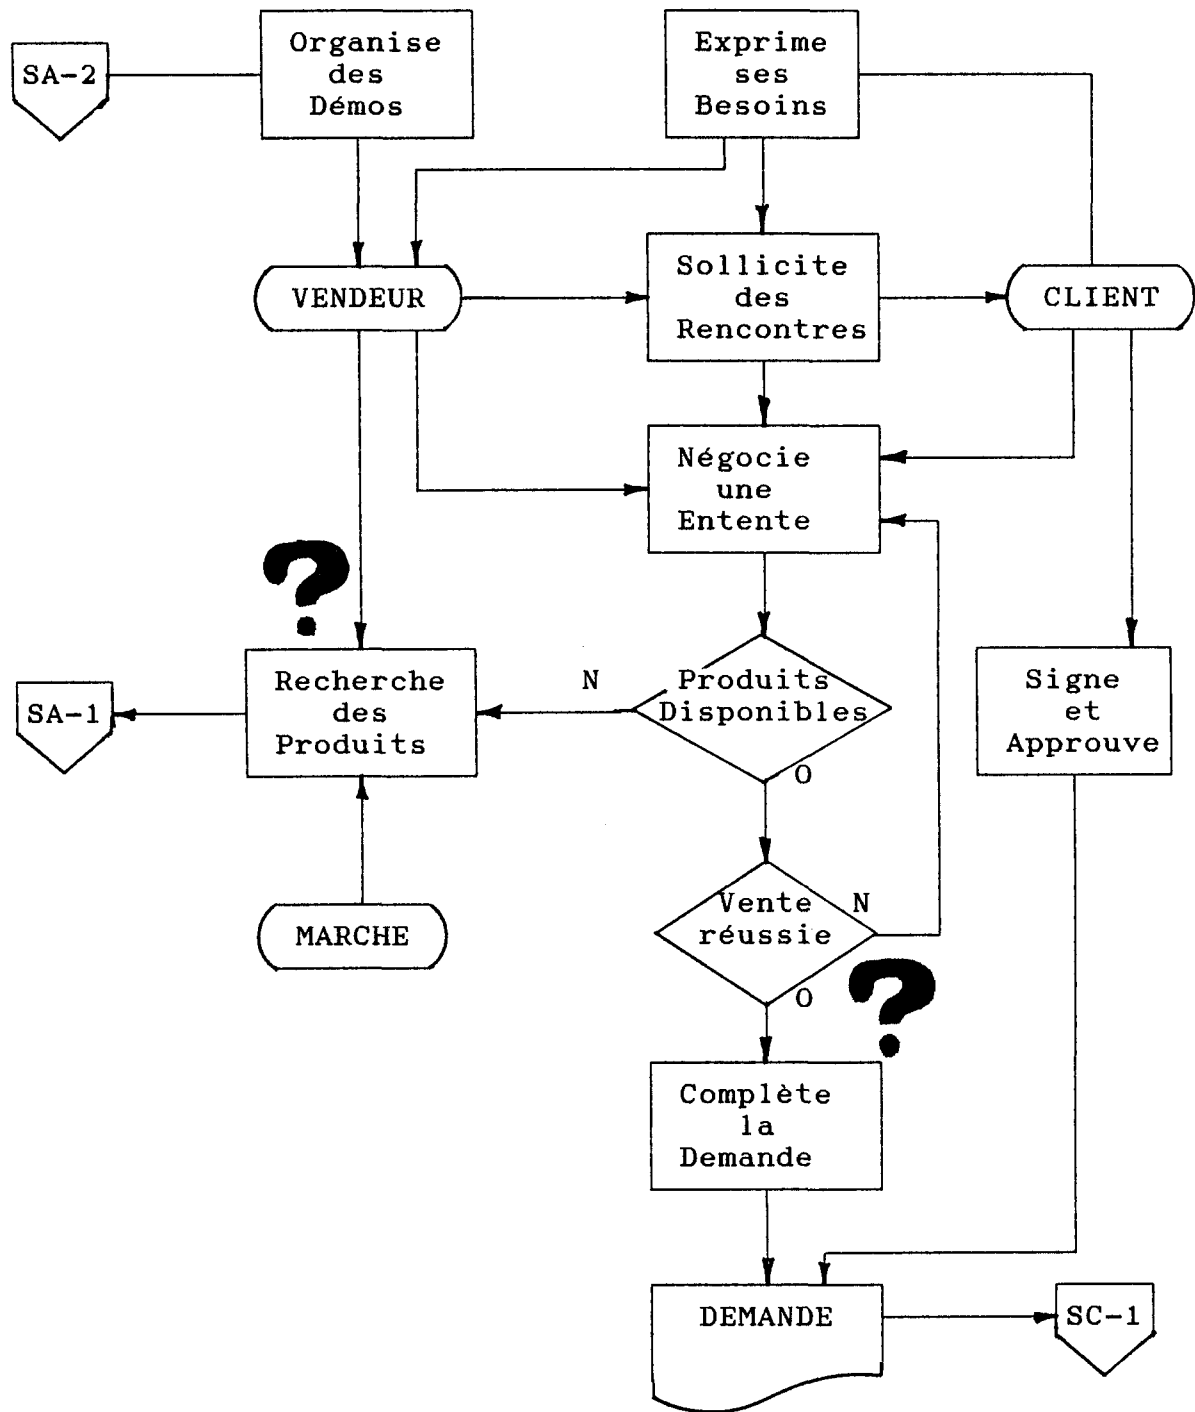 Organise
des
Démos
Exprime
ses
Besoins
SA-2
Sollicite
des
Rencontres
VENDEUR
CLIENT
Négocie
une
Entente
?
Recherche
des
Produits
N
Produits
Disponibles
O
Signe
et
Approuve
SA-1
Vente
réussie
N
O
MARCHE
?
Complète
la
Demande
DEMANDE
SC-1